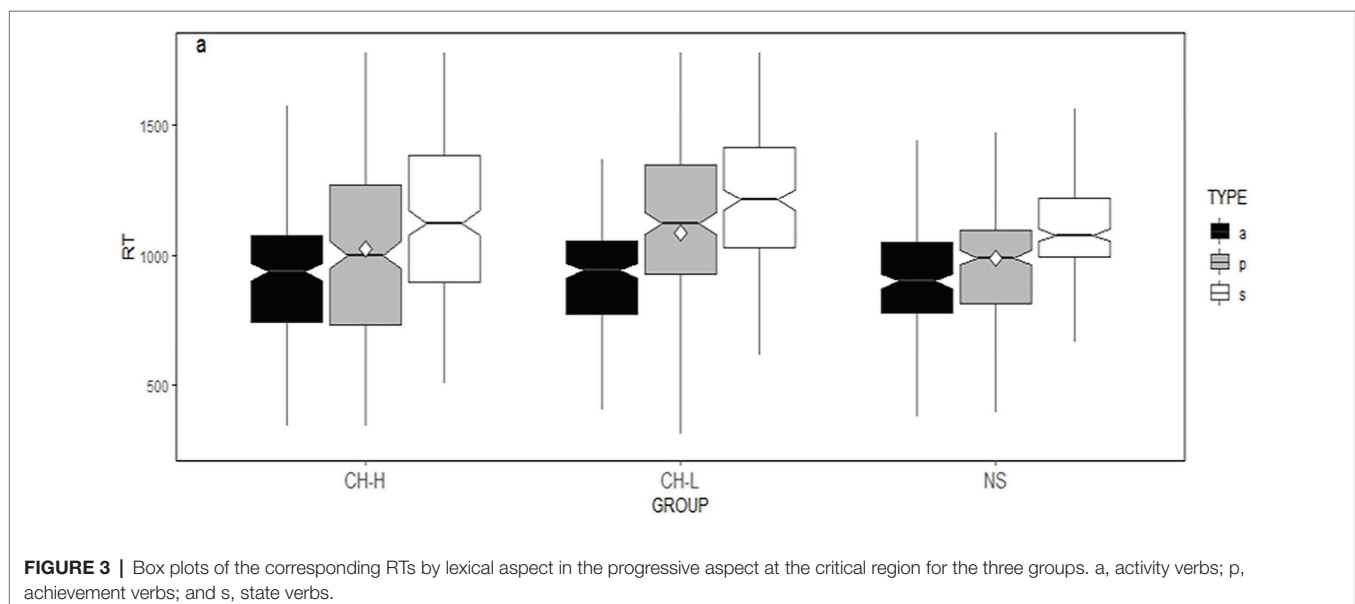 a
1500
1000
500
RT
CH-H
CH-L
NS
GROUP
TYPE
a
p
s
FIGURE 3 | Box plots of the corresponding RTs by lexical aspect in the progressive aspect at the critical region for the three groups. a, activity verbs; p,
achievement verbs; and s, state verbs.